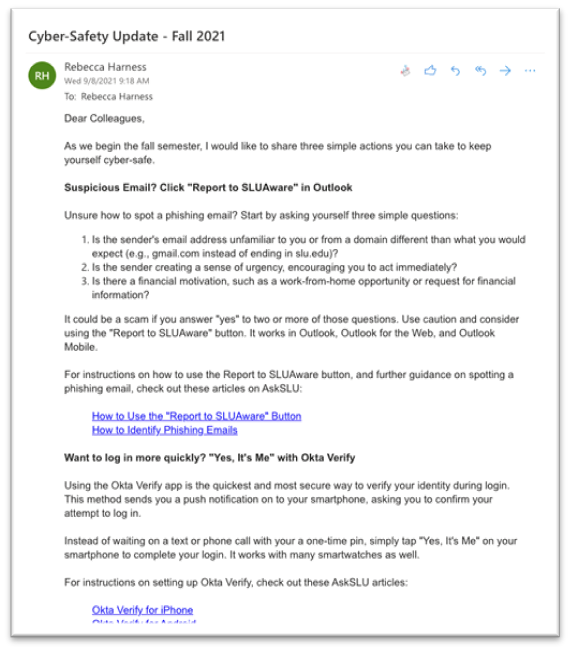 Cyber-Safety Update - Fall 2021
RH
Rebecca Harness
Wed 9/8/2021 9:18 AM
To: Rebecca Harness
Dear Colleagues,
As we begin the fall semester, I would like to share three simple actions you can take to keep
yourself cyber-safe.
Suspicious Email? Click "Report to SLUAware" in Outlook
Unsure how to spot a phishing email? Start by asking yourself three simple questions:
1. Is the sender's email address unfamiliar to you or from a domain different than what you would
expect (e.g., gmail.com instead of ending in slu.edu)?
2. Is the sender creating a sense of urgency, encouraging you to act immediately?
3. Is there a financial motivation, such as a work-from-home opportunity or request for financial
information?
It could be a scam if you answer "yes" to two or more of those questions. Use caution and consider
using the "Report to SLUAware" button. It works in Outlook, Outlook for the Web, and Outlook
Mobile.
For instructions on how to use the Report to SLUAware button, and further guidance on spotting a
phishing email, check out these articles on AskSLU:
How to Use the "Report to SLUAware" Button
How to Identify Phishing Emails
Want to log in more quickly? "Yes, It's Me" with Okta Verify
Using the Okta Verify app is the quickest and most secure way to verify your identity during login.
This method sends you a push notification on to your smartphone, asking you to confirm your
attempt to log in.
Instead of waiting on a text or phone call with your a one-time pin, simply tap "Yes, It's Me" on your
smartphone to complete your login. It works with many smartwatches as well.
For instructions on setting up Okta Verify, check out these AskSLU articles:
Okta Verify for iPhone
Okta Verify for Android